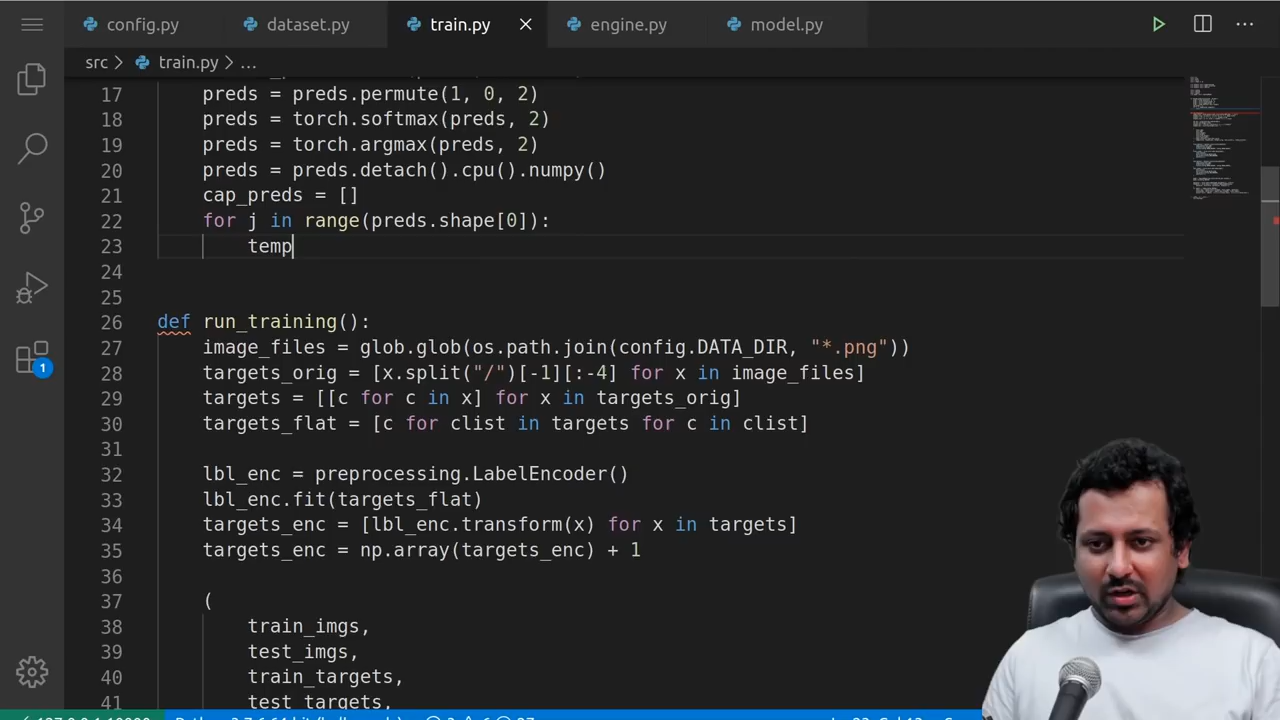 config.py dataset.py train.py engine.py model.py
src > train.py > ...
17 preds = preds.permute(1, 0, 2)
18 preds = torch.softmax(preds, 2)
19 preds = torch.argmax(preds, 2)
20 preds = preds.detach().cpu().numpy()
21 cap_preds = []
22 for j in range(preds.shape[0]):
23 temp
24
25
26 def run_training():
27 image_files = glob.glob(os.path.join(config.DATA_DIR, "*.png"))
28 targets_orig = [x.split("/")[-1][:-4] for x in image_files]
29 targets = [[c for c in x] for x in targets_orig]
30 targets_flat = [c for clist in targets for c in clist]
31
32 lbl_enc = preprocessing.LabelEncoder()
33 lbl_enc.fit(targets_flat)
34 targets_enc = [lbl_enc.transform(x) for x in targets]
35 targets_enc = np.array(targets_enc) + 1
36
37 (
38 train_imgs,
39 test_imgs,
40 train_targets,
41 test_targets,
1